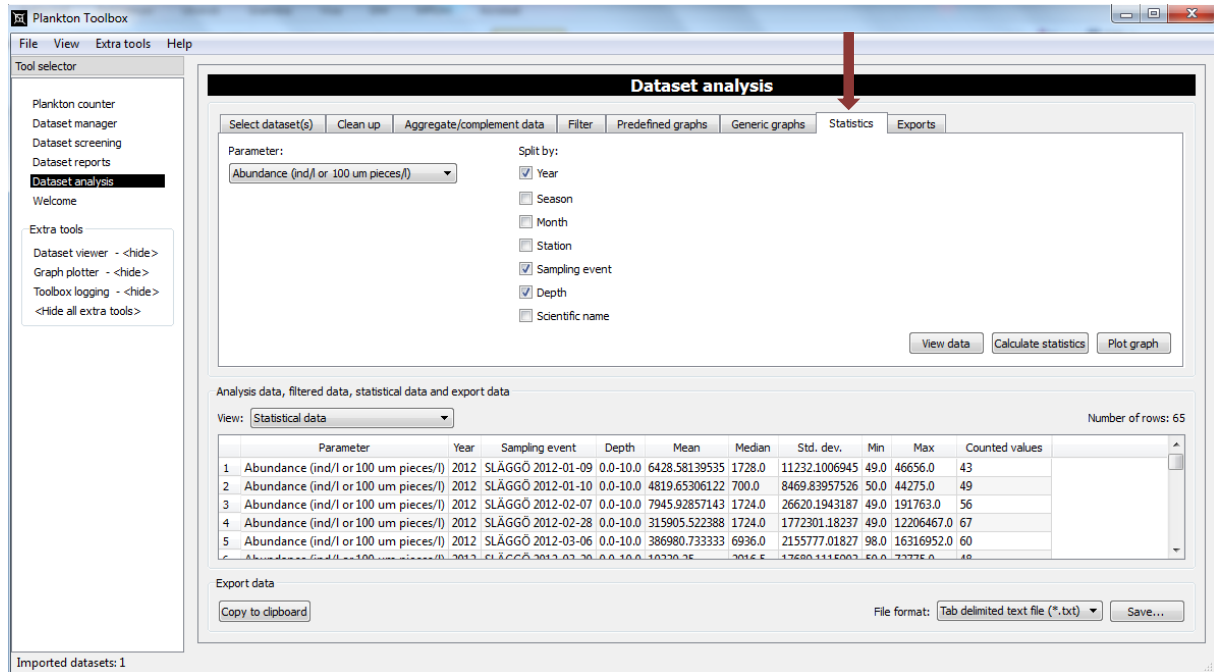 Plankton Toolbox
File View Extra tools Help
Tool selector
Plankton counter
Dataset manager
Dataset screening
Dataset reports
Dataset analysis
Welcome
Extra tools
Dataset viewer - <hide>
Graph plotter - <hide>
Toolbox logging - <hide>
<Hide all extra tools>
Dataset analysis
Select dataset(s) Clean up Aggregate/complement data Filter Predefined graphs Generic graphs Statistics Exports
Parameter: Split by:
Abundance (ind/l or 100 um pieces/l) Year
Season
Month
Station
Sampling event
Depth
Scientific name
View data Calculate statistics Plot graph
Analysis data, filtered data, statistical data and export data
View: Statistical data Number of rows: 65
Parameter Year Sampling event Depth Mean Median Std. dev. Min Max Counted values
1 Abundance (ind/l or 100 um pieces/l) 2012 SLÄGGÖ 2012-01-09 0.0-10.0 6428.58139535 1728.0 11232.1006945 49.0 46656.0 43
2 Abundance (ind/l or 100 um pieces/l) 2012 SLÄGGÖ 2012-01-10 0.0-10.0 4819.65306122 700.0 8469.83957526 50.0 44275.0 49
3 Abundance (ind/l or 100 um pieces/l) 2012 SLÄGGÖ 2012-02-07 0.0-10.0 7945.92857143 1724.0 26620.1943187 49.0 191763.0 56
4 Abundance (ind/l or 100 um pieces/l) 2012 SLÄGGÖ 2012-02-28 0.0-10.0 315905.522388 1724.0 1772301.18237 49.0 12206467.0 67
5 Abundance (ind/l or 100 um pieces/l) 2012 SLÄGGÖ 2012-03-06 0.0-10.0 386980.733333 6936.0 2155777.01827 98.0 16316952.0 60
Export data
Copy to clipboard File format: Tab delimited text file (*.txt) Save...
Imported datasets: 1